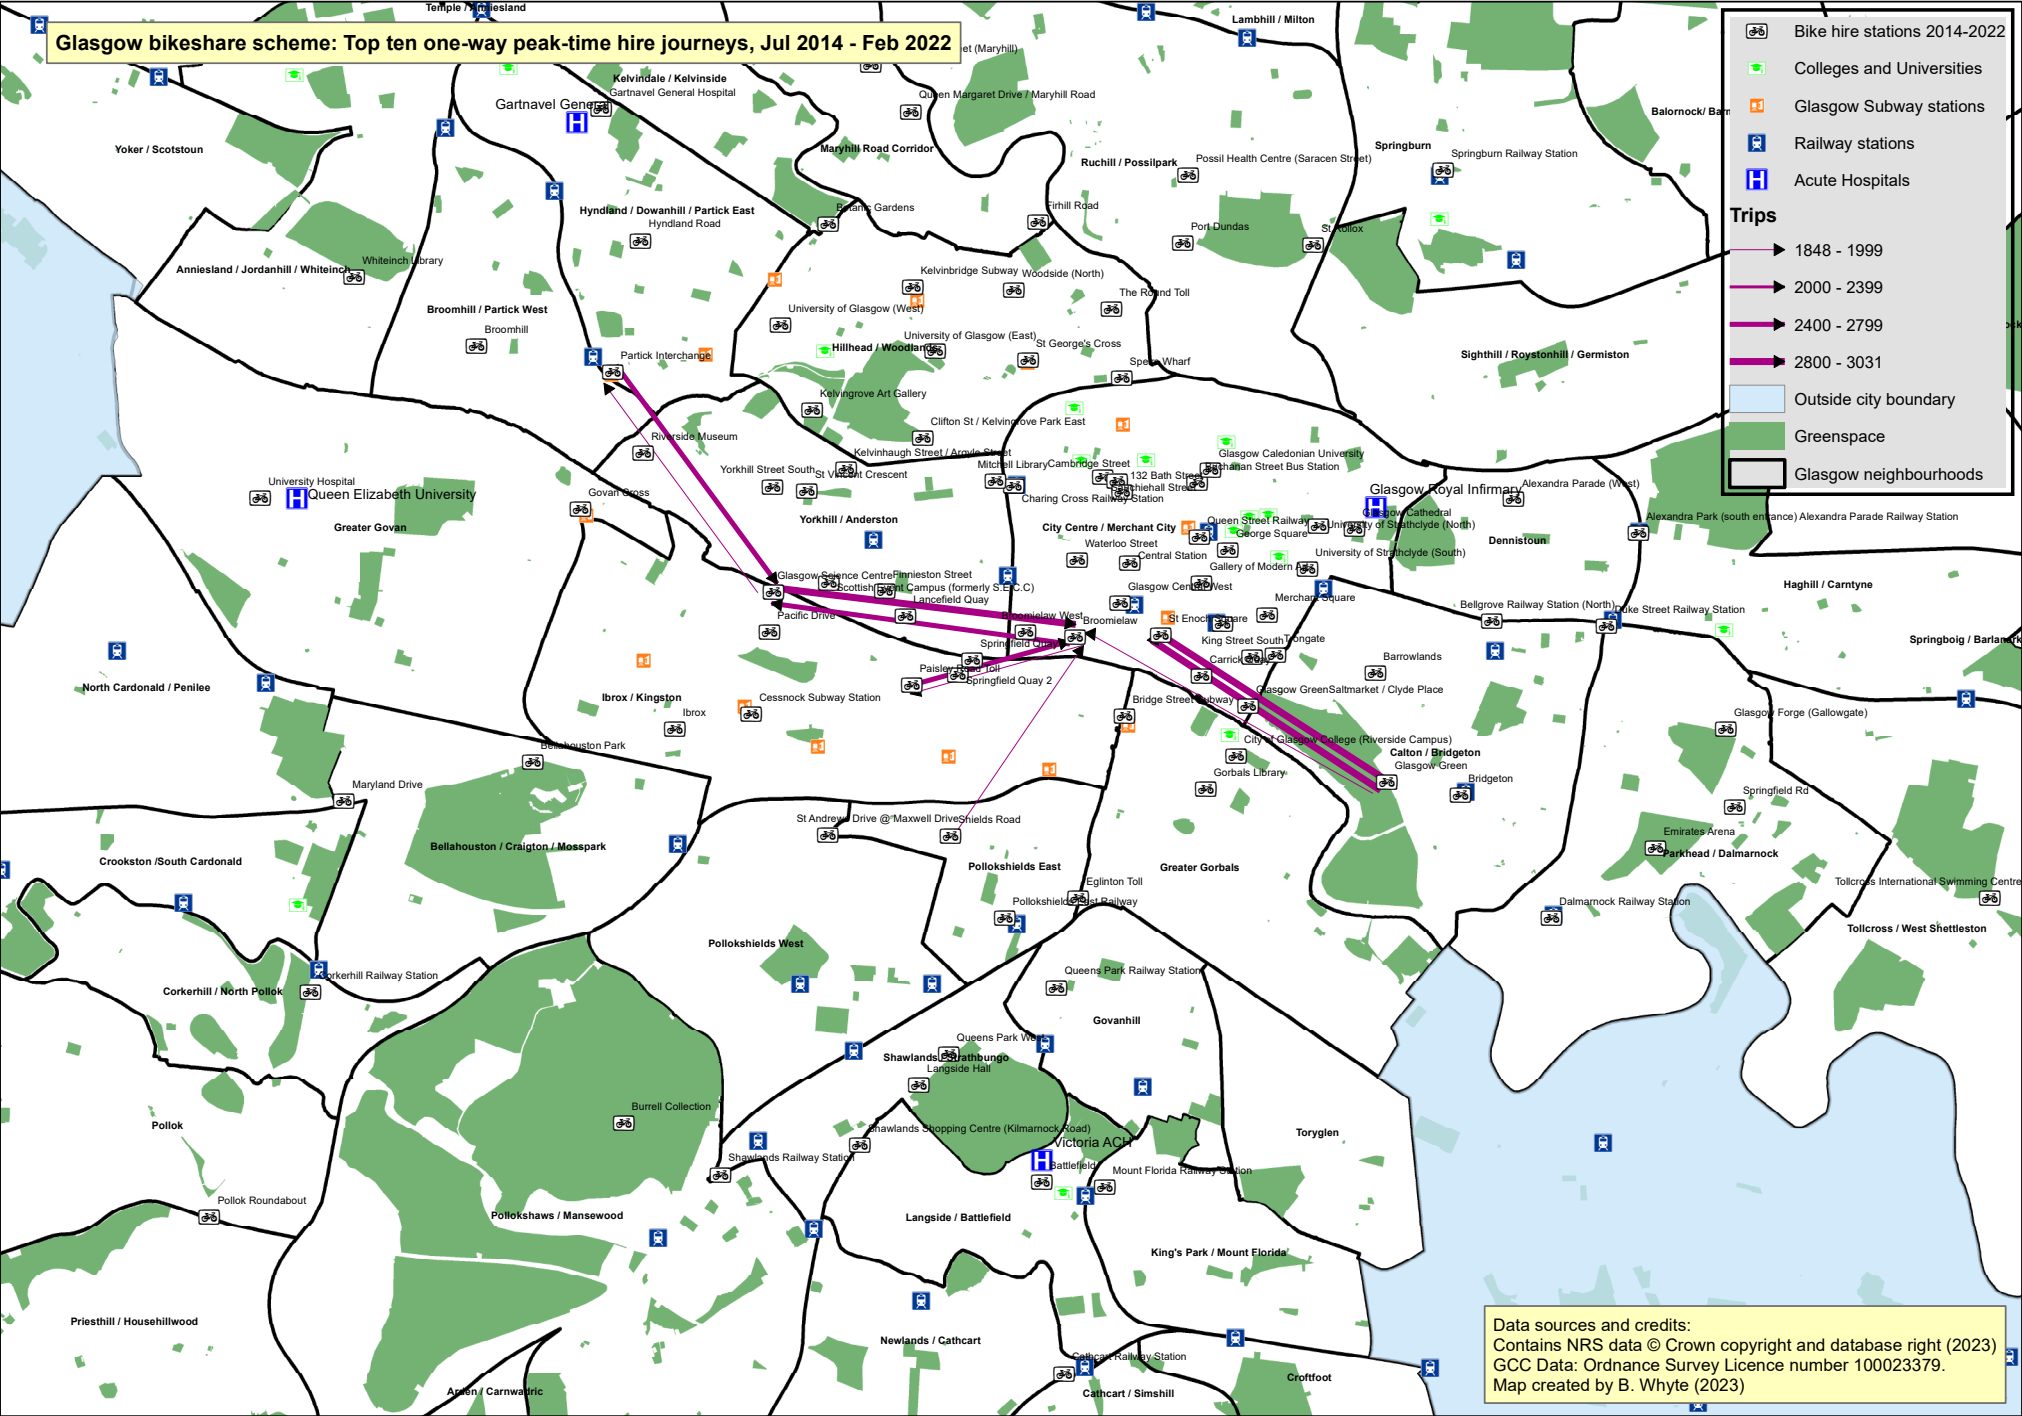 Temple / Anniesland
Glasgow bikeshare scheme: Top ten one-way peak-time hire journeys, Jul 2014 - Feb 2022
Lambhill / Milton
et (Maryhill)
Kelvindale / Kelvinside
Gartnavel General Hospital
Gartnavel General
Queen Margaret Drive / Maryhill Road
Balornock/
Yoker / Scotstoun
Maryhill Road Corridor
Ruchill / Possilpark
Possil Health Centre (Saracen Street)
Springburn
Springburn Railway Station
Hyndland / Dowanhill / Partick East
Hyndland Road
Botanic Gardens
Firhill Road
Port Dundas
St. Rollox
Anniesland / Jordanhill / Whiteinch
Whiteinch Library
Kelvinbridge Subway
Woodside (North)
The Round Toll
Broomhill / Partick West
Broomhill
University of Glasgow (West)
University of Glasgow (East)
Hillhead / Woodlands
St George's Cross
Partick Interchange
Speirs Wharf
Sighthill / Roystonhill / Germiston
Kelvingrove Art Gallery
Clifton St / Kelvingrove Park East
Riverside Museum
Kelvinhaugh Street / Argyle Street
Yorkhill Street South
St Vincent Crescent
Mitchell Library
Cambridge Street
132 Bath Street
Glasgow Caledonian University
Buchanan Street Bus Station
Sauchiehall Street
Charing Cross Railway Station
University Hospital
Queen Elizabeth University
Govan Cross
Greater Govan
Yorkhill / Anderston
City Centre / Merchant City
Glasgow Royal Infirmary
Alexandra Parade (West)
Glasgow Cathedral
University of Strathclyde (North)
Queen Street Railway
George Square
Alexandra Park (south entrance)
Alexandra Parade Railway Station
Dennistoun
Waterloo Street
Central Station
University of Strathclyde (South)
Gallery of Modern Art
Glasgow Science Centre
Finnieston Street
Scottish Event Campus (formerly S.E.C.C)
Lancefield Quay
Glasgow Central West
Merchant Square
Haghill / Carntyne
Bellgrove Railway Station (North)
Duke Street Railway Station
Pacific Drive
Broomielaw West
Broomielaw
St Enoch Square
Springfield Quay
King Street South
Trongate
Springboig / Barlanark
Carrick Quay
Barrowlands
Paisley Road Toll
Springfield Quay 2
North Cardonald / Penilee
Ibrox / Kingston
Ibrox
Cessnock Subway Station
Bridge Street Subway
Glasgow Green
Saltmarket / Clyde Place
Glasgow Forge (Gallowgate)
City of Glasgow College (Riverside Campus)
Calton / Bridgeton
Glasgow Green
Bellahouston Park
Gorbals Library
Bridgeton
Maryland Drive
Springfield Rd
St Andrews Drive @ Maxwell Drive
Shields Road
Emirates Arena
Parkhead / Dalmarnock
Bellahouston / Craigton / Mosspark
Crookston /South Cardonald
Pollokshields East
Greater Gorbals
Eglinton Toll
Tollcross International Swimming Centre
Pollokshields East Railway
Dalmarnock Railway Station
Tollcross / West Shettleston
Pollokshields West
Corkerhill Railway Station
Corkerhill / North Pollok
Queens Park Railway Station
Govanhill
Queens Park West
Shawlands / Strathbungo
Langside Hall
Burrell Collection
Pollok
Shawlands Shopping Centre (Kilmarnock Road)
Victoria ACH
Toryglen
Shawlands Railway Station
Battlefield
Mount Florida Railway Station
Pollok Roundabout
Pollokshaws / Mansewood
Langside / Battlefield
King's Park / Mount Florida
Priesthill / Househillwood
Newlands / Cathcart
Cathcart Railway Station
Croftfoot
Arden / Carnwadric
Cathcart / Simshill
Bike hire stations 2014-2022
Colleges and Universities
Glasgow Subway stations
Railway stations
Acute Hospitals
Trips
1848 - 1999
2000 - 2399
2400 - 2799
2800 - 3031
Outside city boundary
Greenspace
Glasgow neighbourhoods
Data sources and credits:
Contains NRS data © Crown copyright and database right (2023)
GCC Data: Ordnance Survey Licence number 100023379.
Map created by B. Whyte (2023)